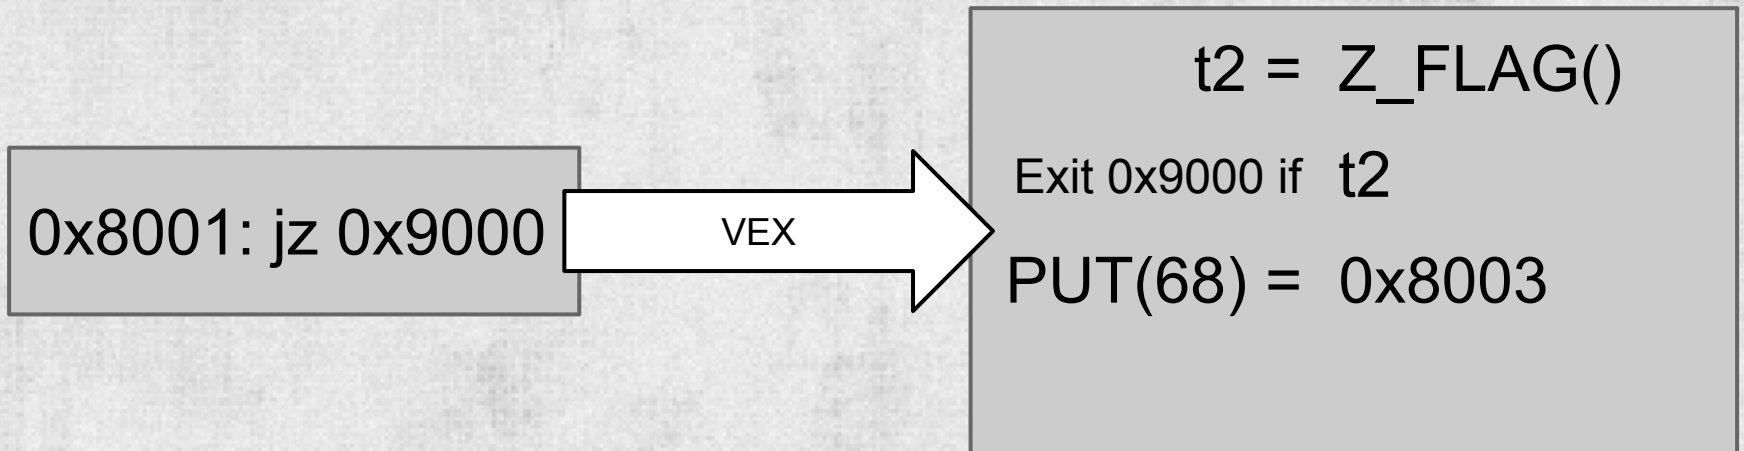 0x8001: jz 0x9000
VEX
t2 = Z_FLAG()
Exit 0x9000 if t2
PUT(68) = 0x8003